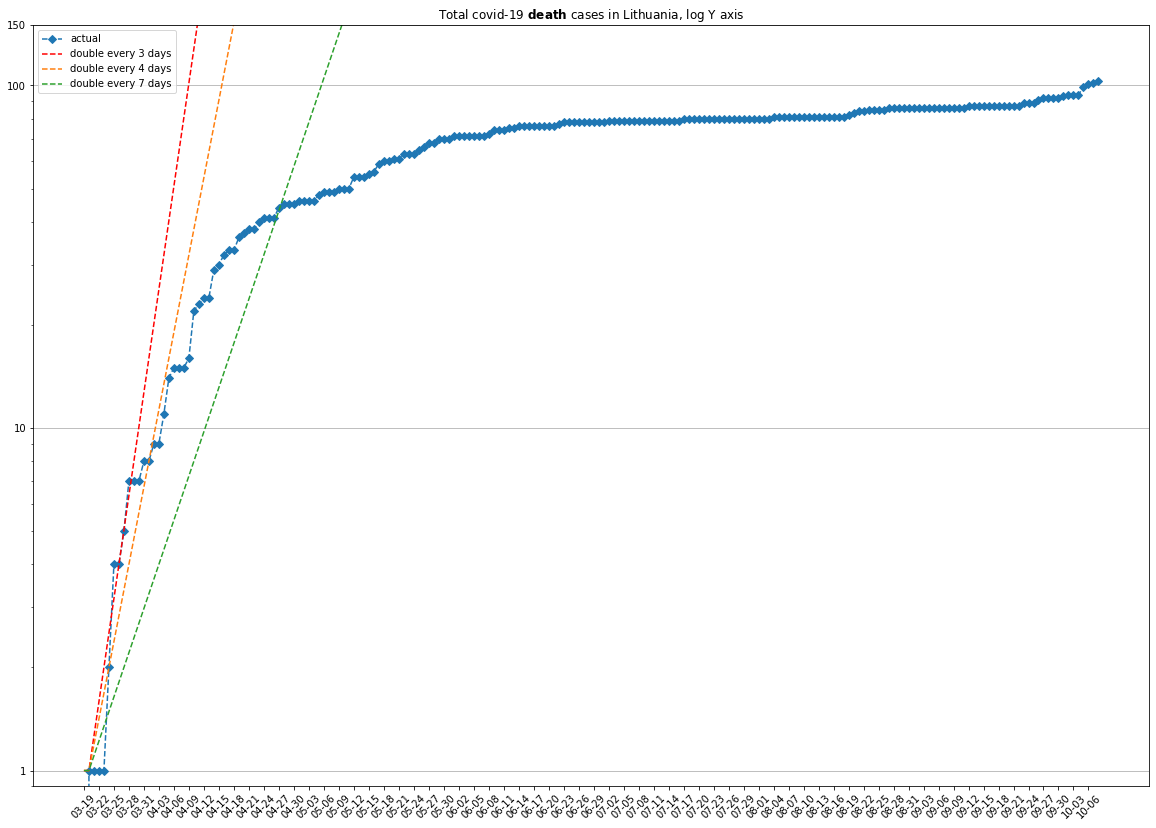 Total covid-19 death cases in Lithuania, log Y axis
150
actual
double every 3 days
double every 4 days
double every 7 days
100
10
1
03-19 03-22 03-25 03-28 03-31 04-03 04-06 04-09 04-12 04-15 04-18 04-21 04-24 04-27 04-30 05-03 05-06 05-09 05-12 05-15 05-18 05-21 05-24 05-27 05-30 06-02 06-05 06-08 06-11 06-14 06-17 06-20 06-23 06-26 06-29 07-02 07-05 07-08 07-11 07-14 07-17 07-20 07-23 07-26 07-29 08-01 08-04 08-07 08-10 08-13 08-16 08-19 08-22 08-25 08-28 08-31 09-03 09-06 09-09 09-12 09-15 09-18 09-21 09-24 09-27 09-30 10-03 10-06